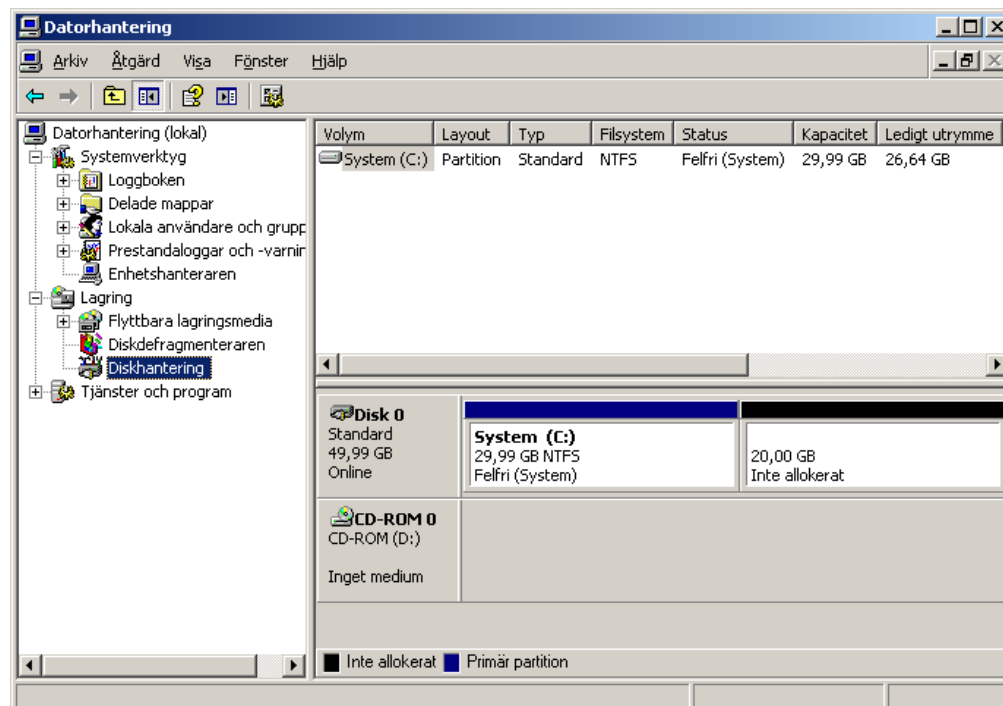 Datorhantering
Arkiv Åtgärd Visa Fönster Hjälp
Datorhantering (lokal)
Systemverktyg
Loggboken
Delade mappar
Lokala användare och grupp
Prestandaloggar och -varnin
Enhetshanteraren
Lagring
Flyttbara lagringsmedia
Diskdefragmenteraren
Diskhantering
Tjänster och program
Volym Layout Typ Filsystem Status Kapacitet Ledigt utrymme
System (C:) Partition Standard NTFS Felfri (System) 29,99 GB 26,64 GB
Disk 0
Standard
49,99 GB
Online
System (C:)
29,99 GB NTFS
Felfri (System)
20,00 GB
Inte allokerat
CD-ROM 0
CD-ROM (D:)
Inget medium
Inte allokerat Primär partition